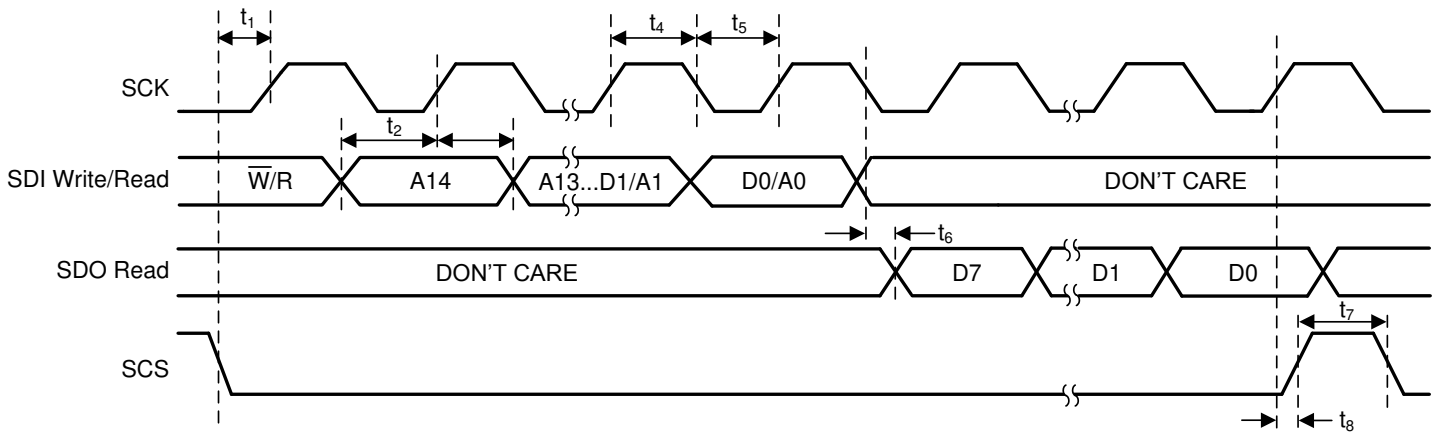 t₁
t₄
t₅
SCK
t₂
SDI Write/Read
W̅/R
A14
A13...D1/A1
D0/A0
DON'T CARE
t₆
SDO Read
DON'T CARE
D7
D1
D0
t₇
SCS
t₈